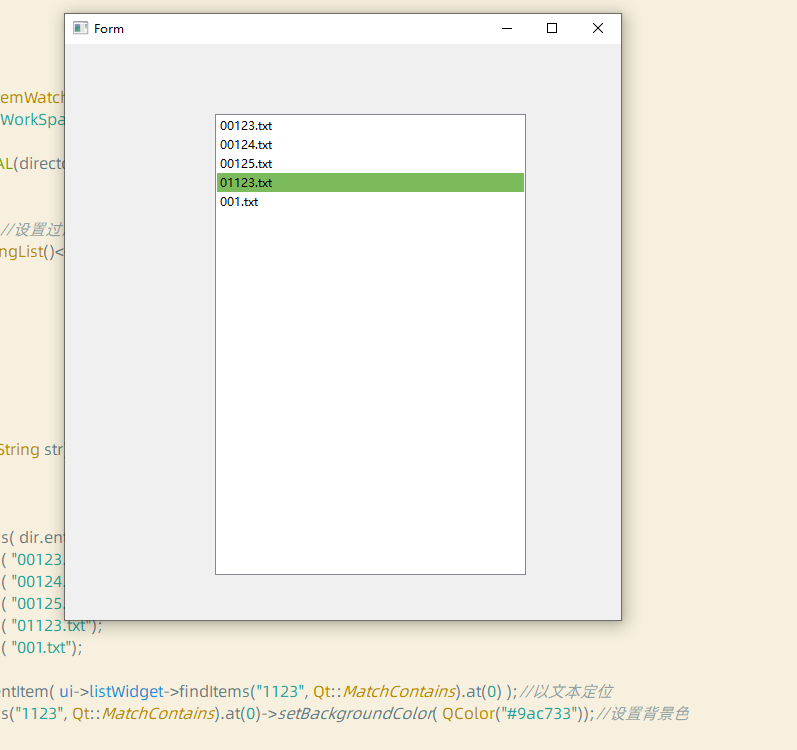 Form
00123.txt
00124.txt
00125.txt
01123.txt
001.txt
emWatch
WorkSpa
AL(directo
//设置过
ngList()<
String str
s( dir.ent
( "00123.
( "00124.
( "00125.
( "01123.txt");
( "001.txt");
entItem( ui->listWidget->findItems("1123", Qt::MatchContains).at(0) ); //以文本定位
s("1123", Qt::MatchContains).at(0)->setBackgroundColor( QColor("#9ac733")); //设置背景色